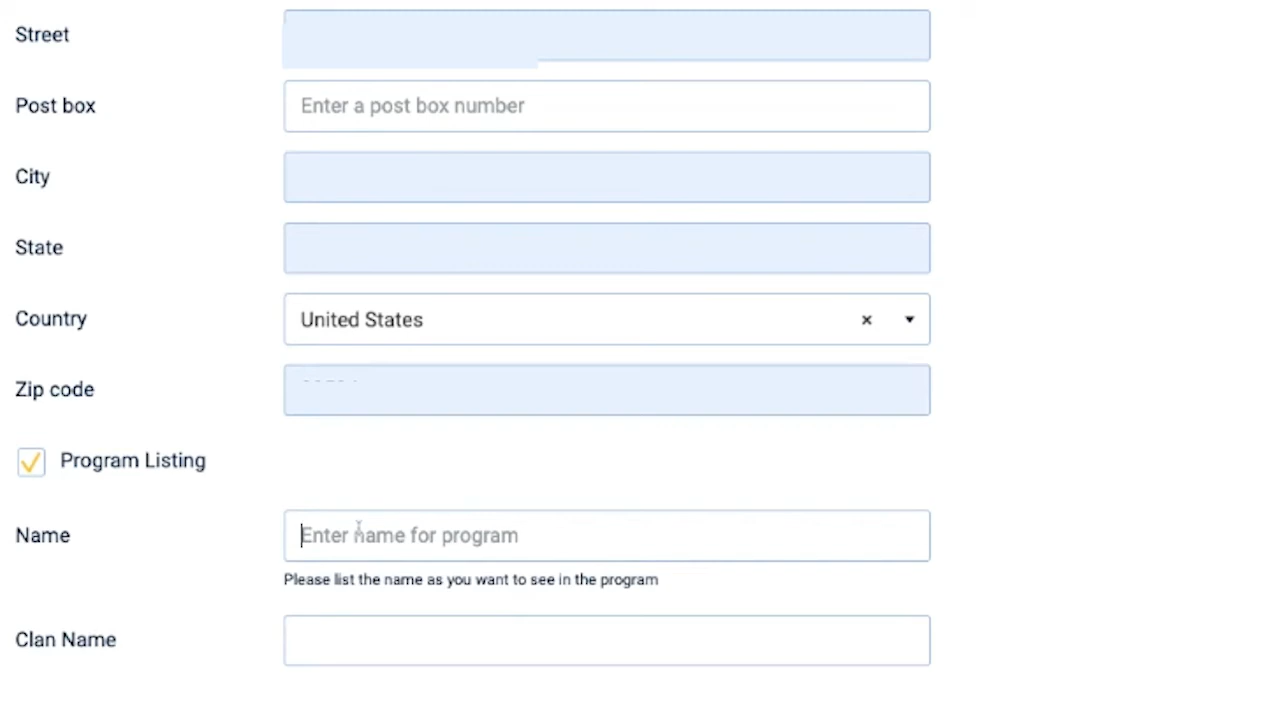 Street
Post box
Enter a post box number
City
State
Country
United States
Zip code
Program Listing
Name
Enter name for program
Please list the name as you want to see in the program
Clan Name